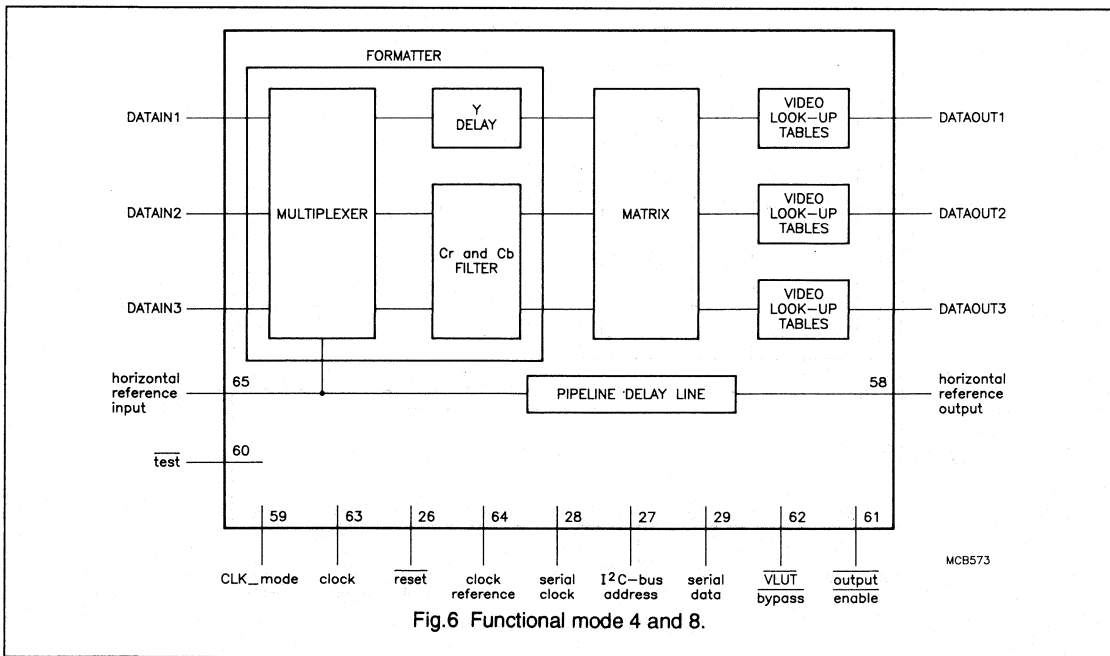 FORMATTER
DATAIN1
DATAIN2
DATAIN3
MULTIPLEXER
Y
DELAY
Cr and Cb
FILTER
MATRIX
VIDEO
LOOK-UP
TABLES
VIDEO
LOOK-UP
TABLES
VIDEO
LOOK-UP
TABLES
DATAOUT1
DATAOUT2
DATAOUT3
horizontal
reference
input
65
PIPELINE DELAY LINE
58
horizontal
reference
output
test
60
59
63
26
64
28
27
29
62
61
CLK_mode
clock
reset
clock
reference
serial
clock
I²C-bus
address
serial
data
VLUT
bypass
output
enable
MCB573
Fig.6 Functional mode 4 and 8.